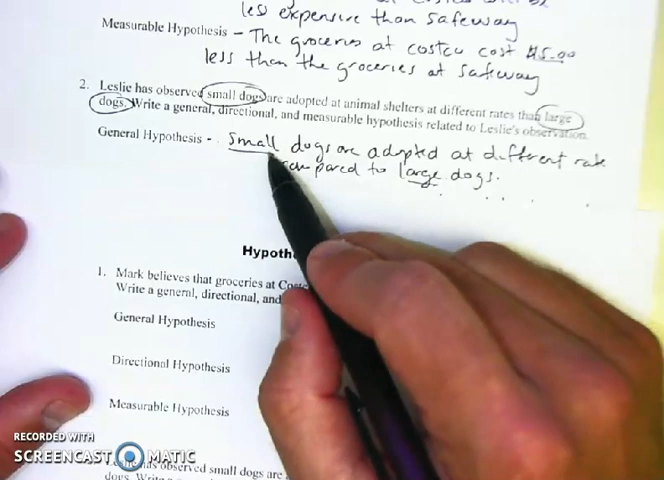 less expensive than Safeway
Measurable Hypothesis - The groceries at costco cost $15.00
less than the groceries at safeway
2. Leslie has observed small dogs are adopted at animal shelters at different rates than large
dogs. Write a general, directional, and measurable hypothesis related to Leslie's observation.
General Hypothesis - Small dogs are adopted at different rate
compared to large dogs.
1. Mark believes that groceries at
Write a general, directional, and
General Hypothesis
Directional Hypothesis
Measurable Hypothesis
has observed small dogs are
dogs. Write
RECORDED WITH
SCREENCAST MATIC